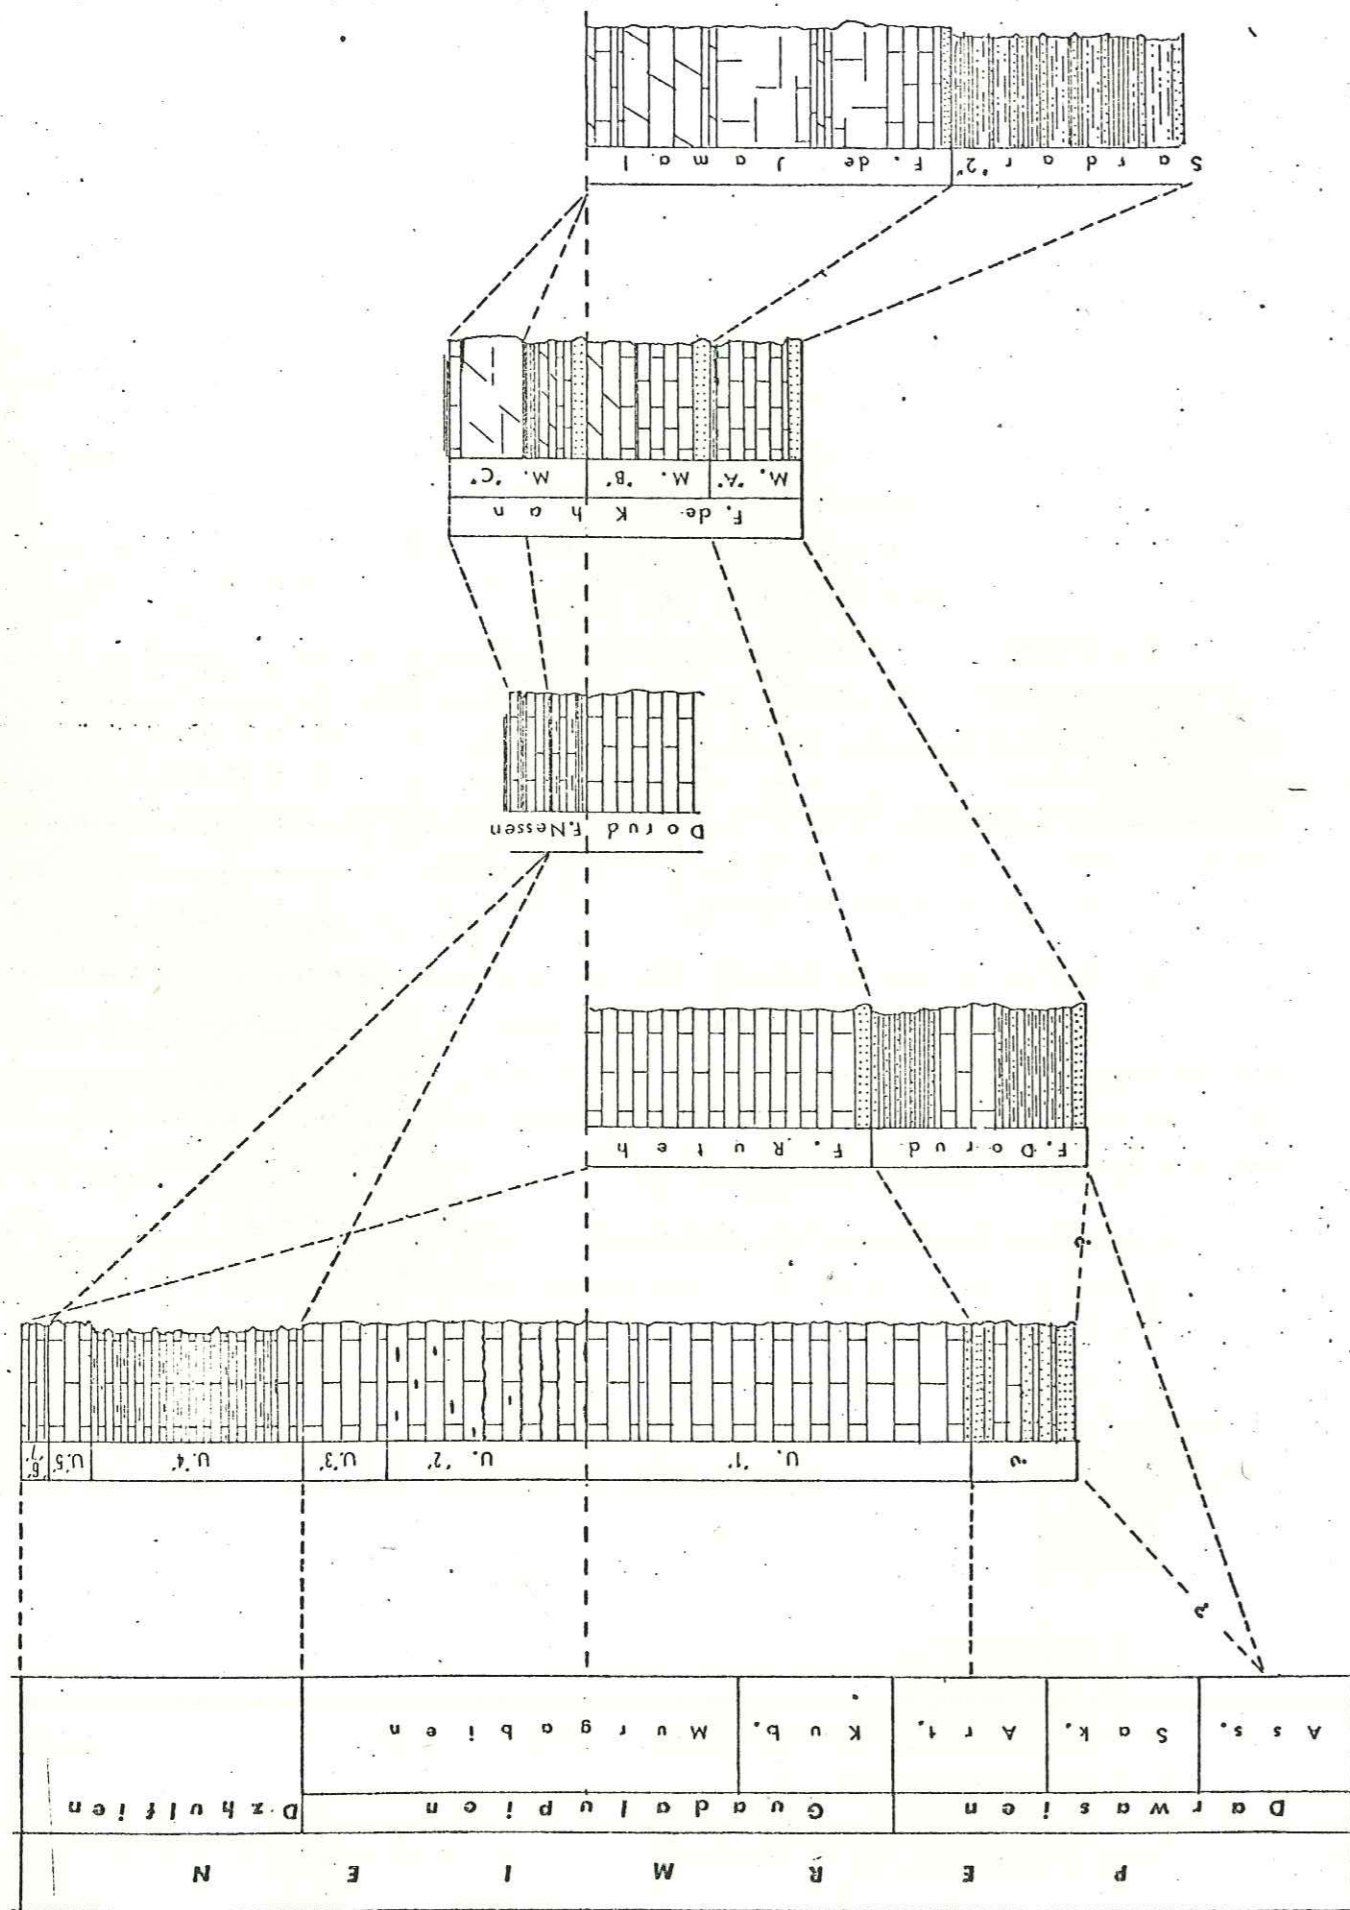 P E R M I E N
Darwasien Guadalupien Dzhulfien
Ass. Sak. Art. Kub. Murgabien
?
? U. "1" U. "2" U."3" U."4" U."5" "6" "7"
?
F. Dorud F. Ruteh
Dorud F.Nessen
F. de Khan
M. "A" M. "B" M. "C"
?
Sardar "2" F. de Jamal